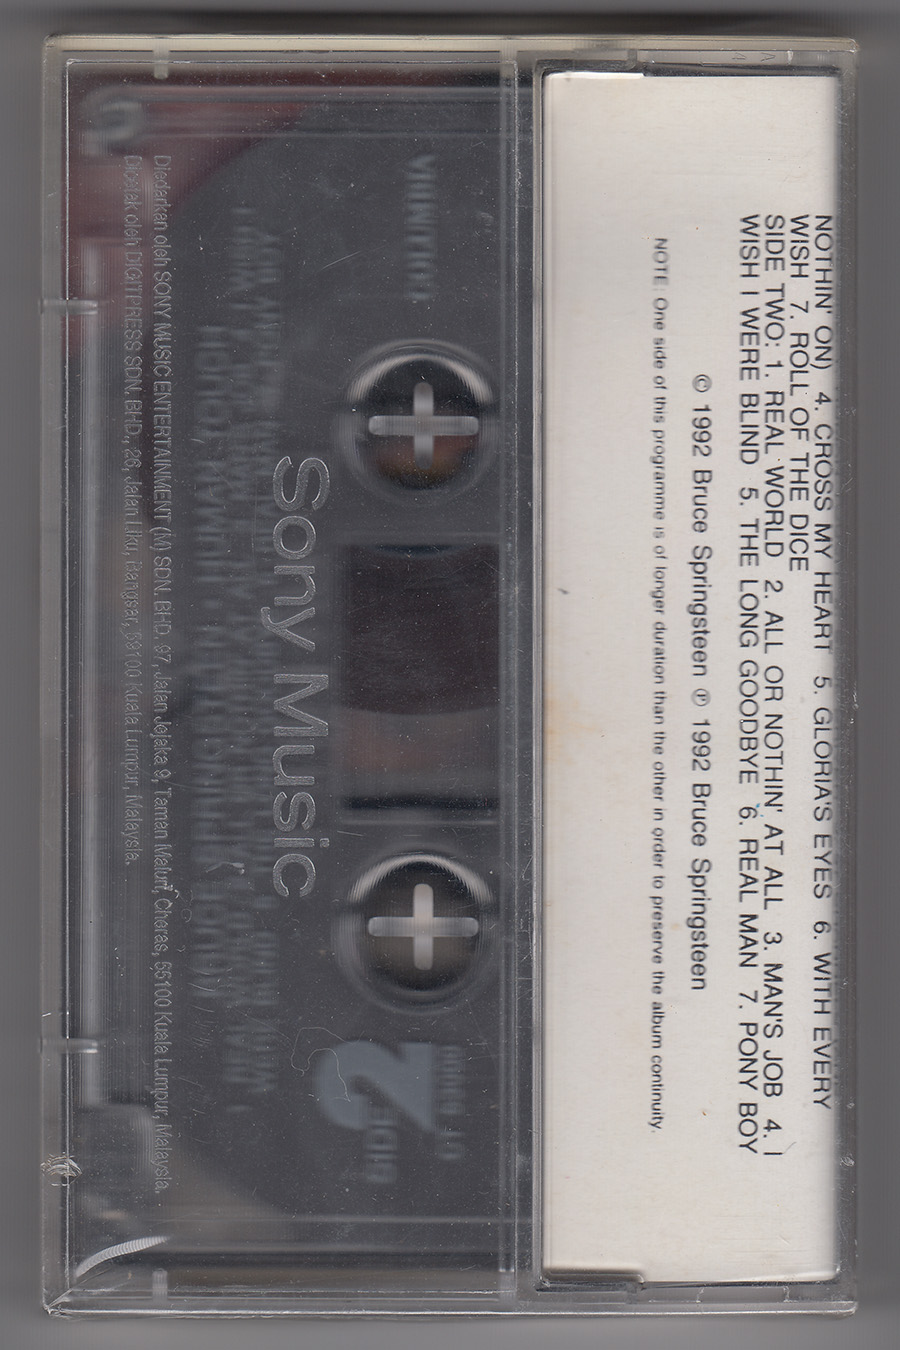 NOTHIN' ON) 4. CROSS MY HEART 5. GLORIA'S EYES 6. WITH EVERY
WISH 7. ROLL OF THE DICE
SIDE TWO: 1. REAL WORLD 2. ALL OR NOTHIN' AT ALL 3. MAN'S JOB 4. I
WISH I WERE BLIND 5. THE LONG GOODBYE 6. REAL MAN 7. PONY BOY
© 1992 Bruce Springsteen ℗ 1992 Bruce Springsteen
NOTE: One side of this programme is of longer duration than the other in order to preserve the album continuity.
2
SIDE
Sony Music
Diedarkan oleh SONY MUSIC ENTERTAINMENT (M) SDN. BHD. 97, Jalan Jejaka 9, Taman Maluri, Cheras, 55100 Kuala Lumpur, Malaysia.
Dicetak oleh DIGITPRESS SDN. BHD., 26, Jalan Liku, Bangsar, 59100 Kuala Lumpur, Malaysia.